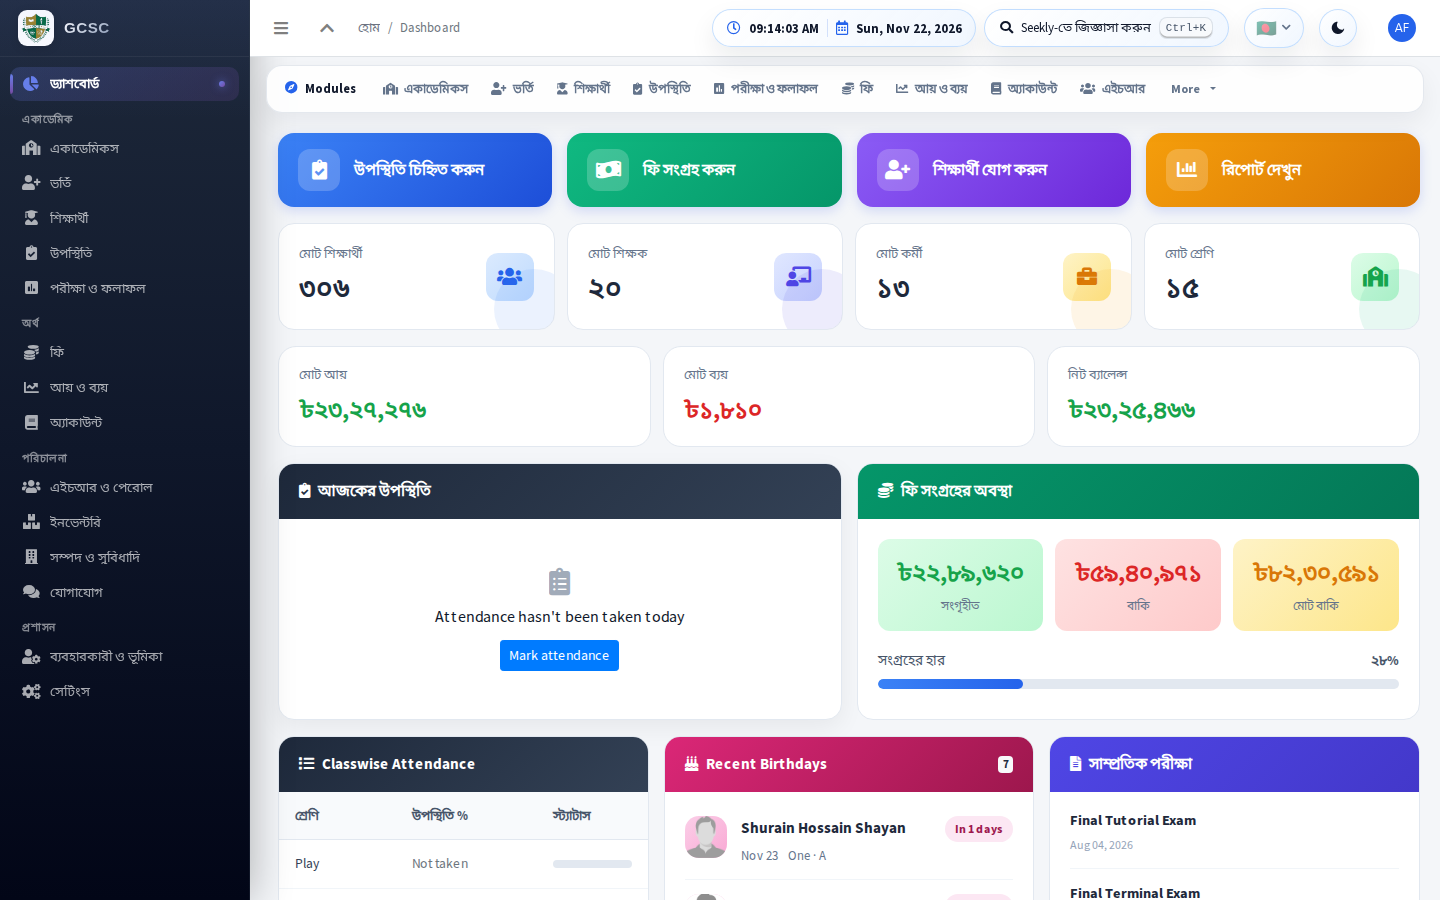 GCSC
হোম / Dashboard
09:14:03 AM
Sun, Nov 22, 2026
Seekly-তে জিজ্ঞাসা করুন Ctrl+K
AF
ড্যাশবোর্ড
একাডেমিক
একাডেমিকস
ভর্তি
শিক্ষার্থী
উপস্থিতি
পরীক্ষা ও ফলাফল
অর্থ
ফি
আয় ও ব্যয়
অ্যাকাউন্ট
পরিচালনা
এইচআর ও পেরোল
ইনভেন্টরি
সম্পদ ও সুবিধাদি
যোগাযোগ
প্রশাসন
ব্যবহারকারী ও ভূমিকা
সেটিংস
Modules একাডেমিকস ভর্তি শিক্ষার্থী উপস্থিতি পরীক্ষা ও ফলাফল ফি আয় ও ব্যয় অ্যাকাউন্ট এইচআর More
উপস্থিতি চিহ্নিত করুন
ফি সংগ্রহ করুন
শিক্ষার্থী যোগ করুন
রিপোর্ট দেখুন
মোট শিক্ষার্থী
৩০৬
মোট শিক্ষক
২০
মোট কর্মী
১৩
মোট শ্রেণি
১৫
মোট আয়
৳২৩,২৭,২৭৬
মোট ব্যয়
৳১,৮১০
নিট ব্যালেন্স
৳২৩,২৫,৪৬৬
আজকের উপস্থিতি
Attendance hasn't been taken today
Mark attendance
ফি সংগ্রহের অবস্থা
৳২২,৮৯,৬২০
সংগৃহীত
৳৫৯,৪০,৯৭১
বাকি
৳৮২,৩০,৫৯১
মোট বাকি
সংগ্রহের হার ২৮%
Classwise Attendance
শ্রেণি উপস্থিতি % স্ট্যাটাস
Play Not taken
Recent Birthdays 7
Shurain Hossain Shayan
In 1 days
Nov 23 One · A
সাম্প্রতিক পরীক্ষা
Final Tutorial Exam
Aug 04, 2026
Final Terminal Exam